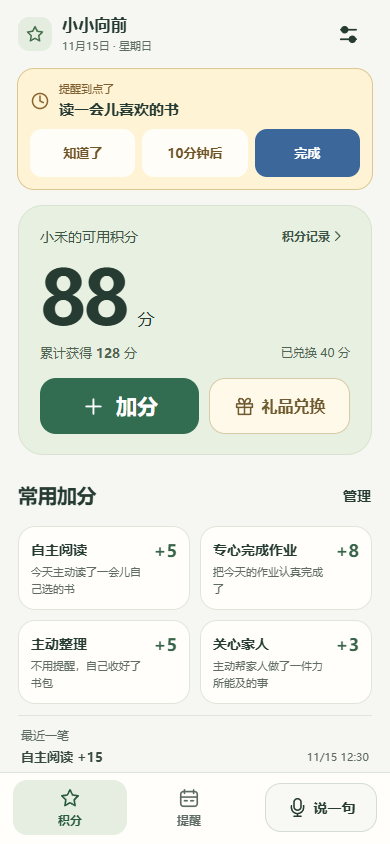 小小向前
11月15日 · 星期日
提醒到点了
读一会儿喜欢的书
知道了
10分钟后
完成
小禾的可用积分
积分记录
88 分
累计获得 128 分
已兑换 40 分
加分
礼品兑换
常用加分
管理
自主阅读 +5
今天主动读了一会儿自
己选的书
专心完成作业 +8
把今天的作业认真完成
了
主动整理 +5
不用提醒，自己收好了
书包
关心家人 +3
主动帮家人做了一件力
所能及的事
最近一笔
自主阅读 +15
11/15 12:30
积分
提醒
说一句